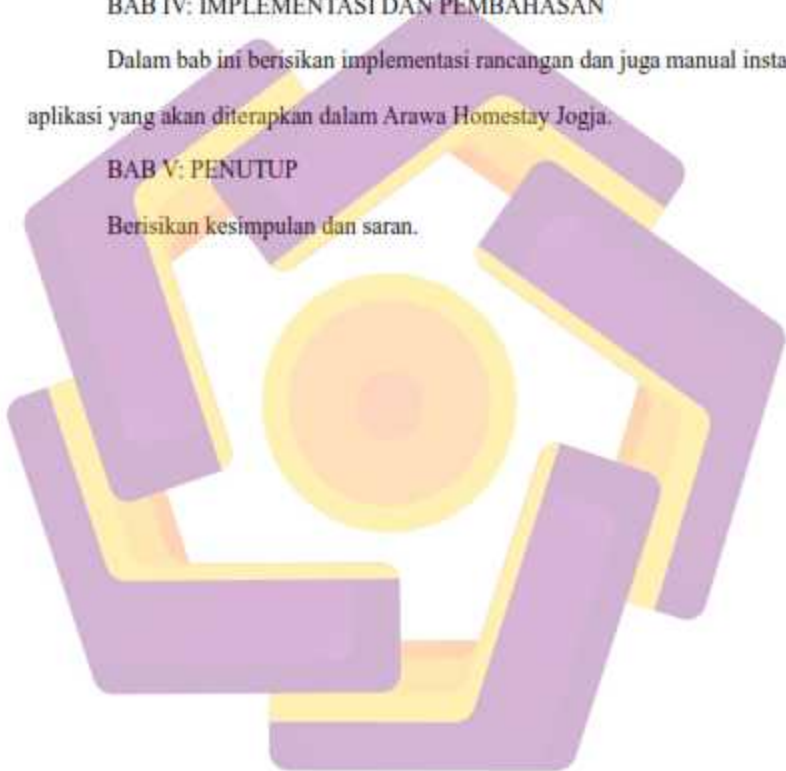 BAB IV: IMPLEMENTASI DAN PEMBAHASAN
Dalam bab ini berisikan implementasi rancangan dan juga manual insta
aplikasi yang akan diterapkan dalam Arawa Homestay Jogja.
BAB V: PENUTUP
Berisikan kesimpulan dan saran.